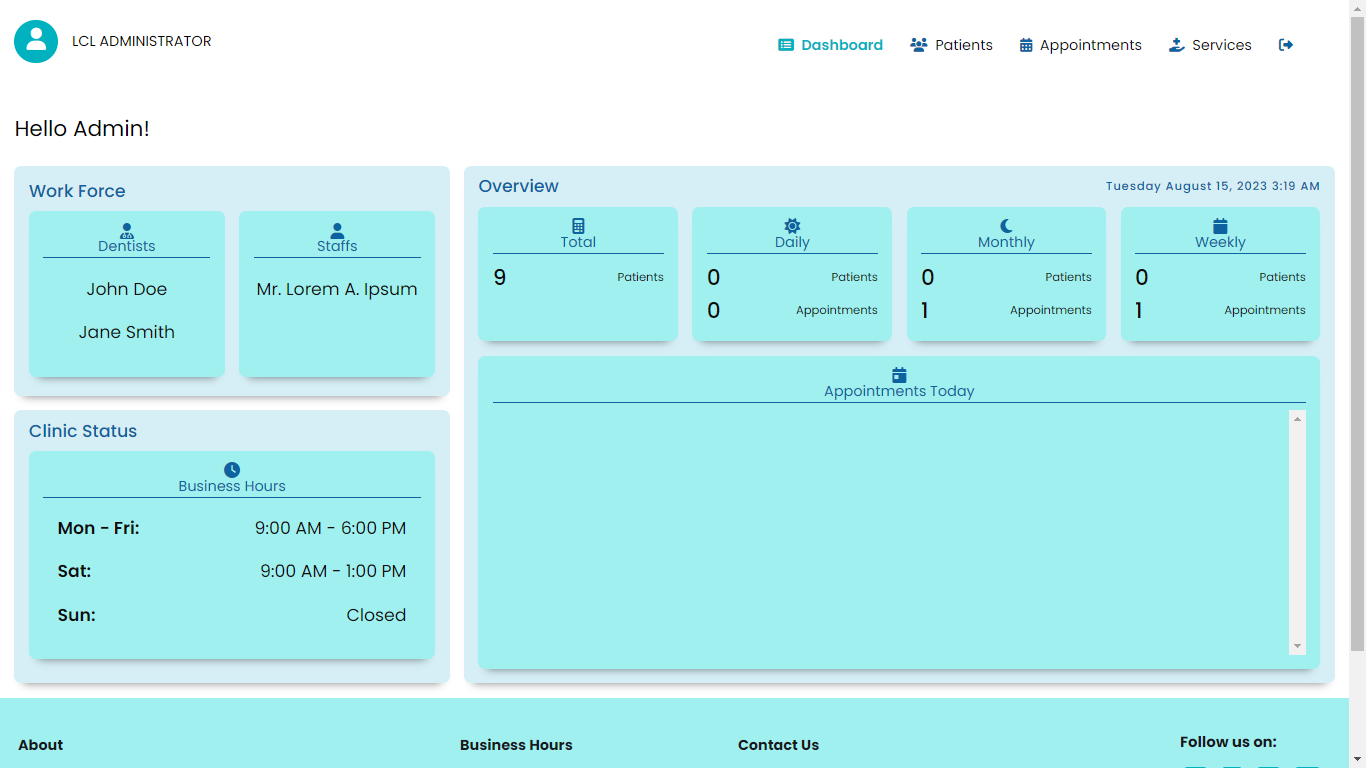 LCL ADMINISTRATOR
Dashboard Patients Appointments Services
Hello Admin!
Work Force
Dentists
John Doe
Jane Smith
Staffs
Mr. Lorem A. Ipsum
Clinic Status
Business Hours
Mon - Fri: 9:00 AM - 6:00 PM
Sat: 9:00 AM - 1:00 PM
Sun: Closed
Overview Tuesday August 15, 2023 3:19 AM
Total
9 Patients
Daily
0 Patients
0 Appointments
Monthly
0 Patients
1 Appointments
Weekly
0 Patients
1 Appointments
Appointments Today
About
Business Hours
Contact Us
Follow us on: